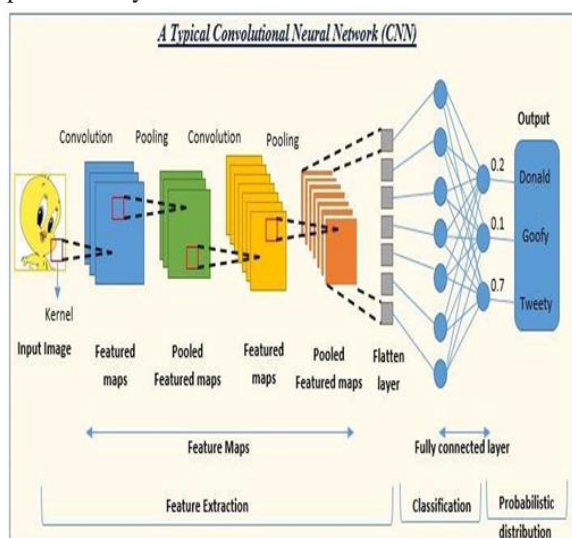 A Typical Convolutional Neural Network (CNN)
Convolution Pooling Convolution Pooling
Output
0.2
Donald
0.1
Goofy
0.7
Tweety
Kernel
Input Image
Featured
maps
Pooled
Featured maps
Featured
maps
Pooled
Featured maps
Flatten
layer
Feature Maps
Fully connected layer
Feature Extraction
Classification
Probabilistic
distribution